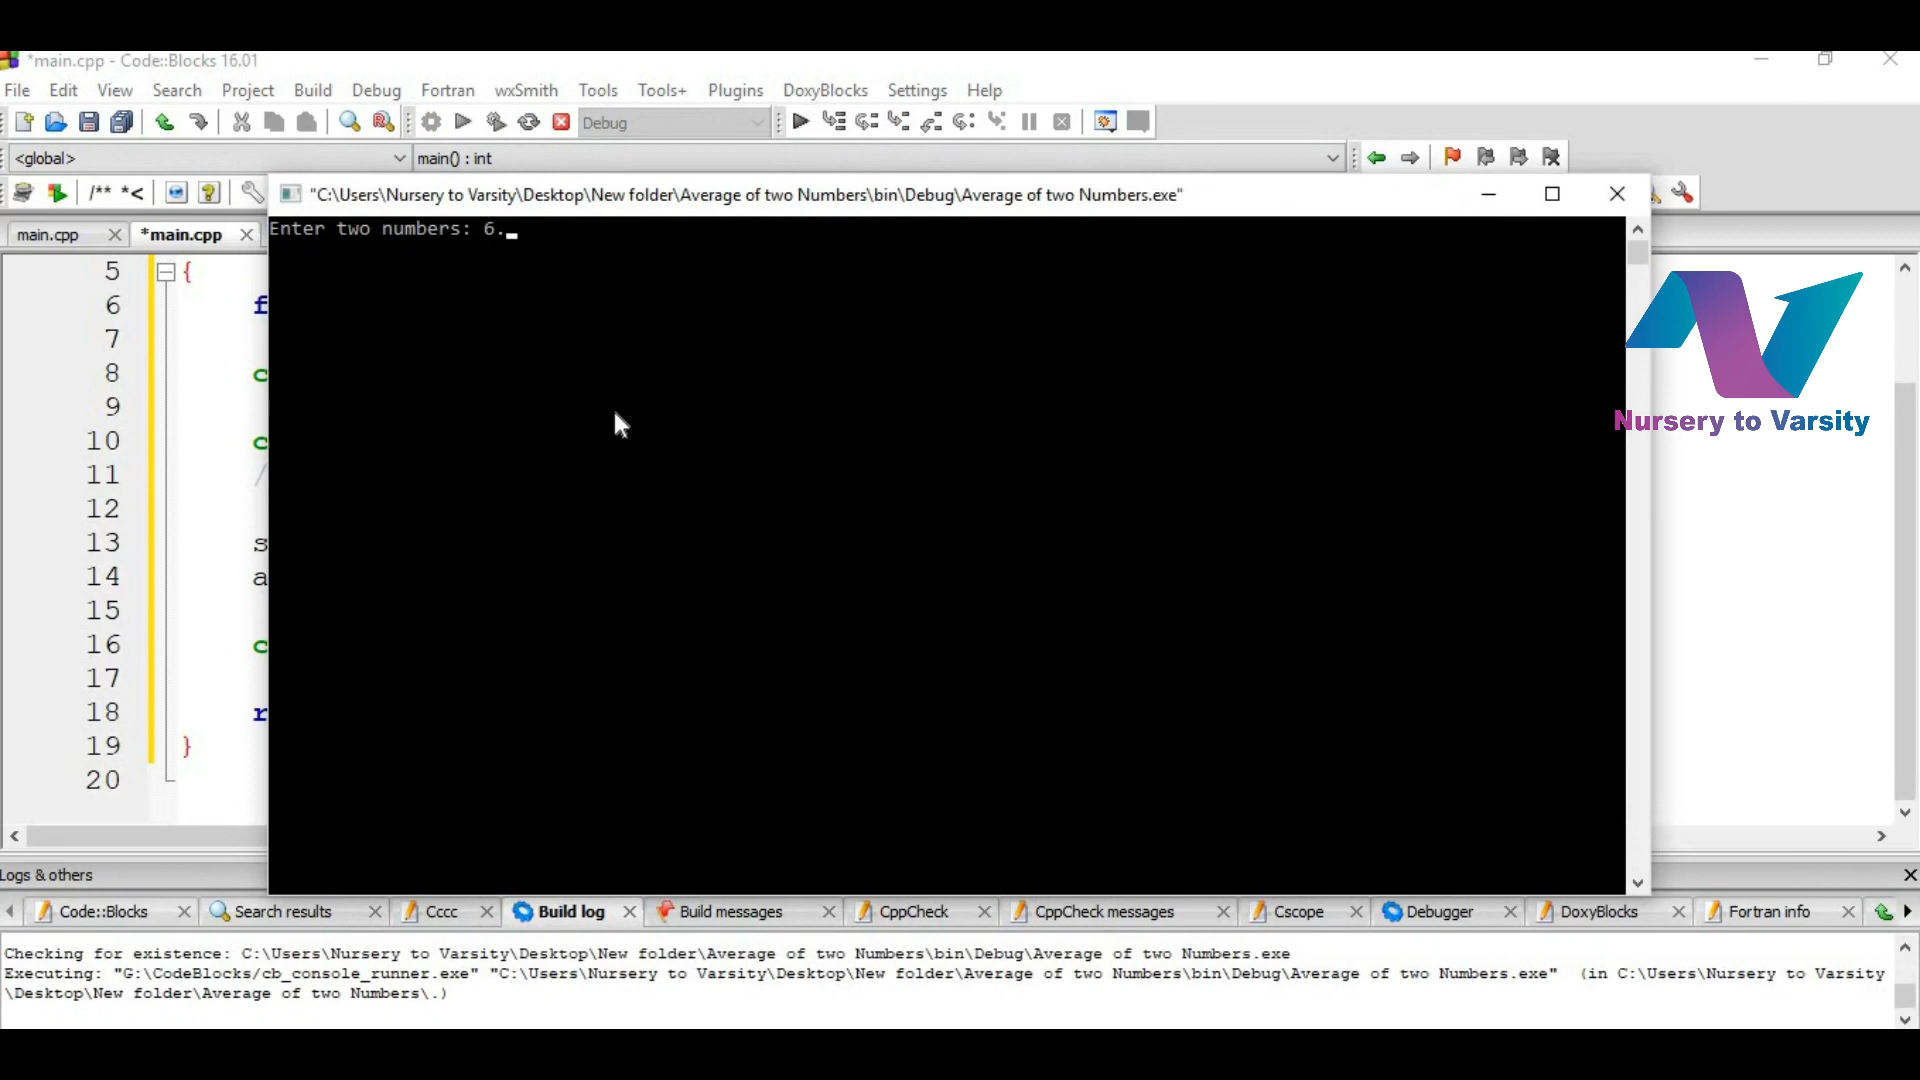 *main.cpp - Code::Blocks 16.01
File Edit View Search Project Build Debug Fortran wxSmith Tools Tools+ Plugins DoxyBlocks Settings Help
Debug
<global> main() : int
/** *<
"C:\Users\Nursery to Varsity\Desktop\New folder\Average of two Numbers\bin\Debug\Average of two Numbers.exe"
main.cpp *main.cpp
Enter two numbers: 6._
5 {
6 f
7
8 c
9
10 c
11 /
12
13 s
14 a
15
16 c
17
18 r
19 }
20
Nursery to Varsity
Logs & others
Code::Blocks Search results Cccc Build log Build messages CppCheck CppCheck messages Cscope Debugger DoxyBlocks Fortran info
Checking for existence: C:\Users\Nursery to Varsity\Desktop\New folder\Average of two Numbers\bin\Debug\Average of two Numbers.exe
Executing: "G:\CodeBlocks/cb_console_runner.exe" "C:\Users\Nursery to Varsity\Desktop\New folder\Average of two Numbers\bin\Debug\Average of two Numbers.exe" (in C:\Users\Nursery to Varsity
\Desktop\New folder\Average of two Numbers\.)